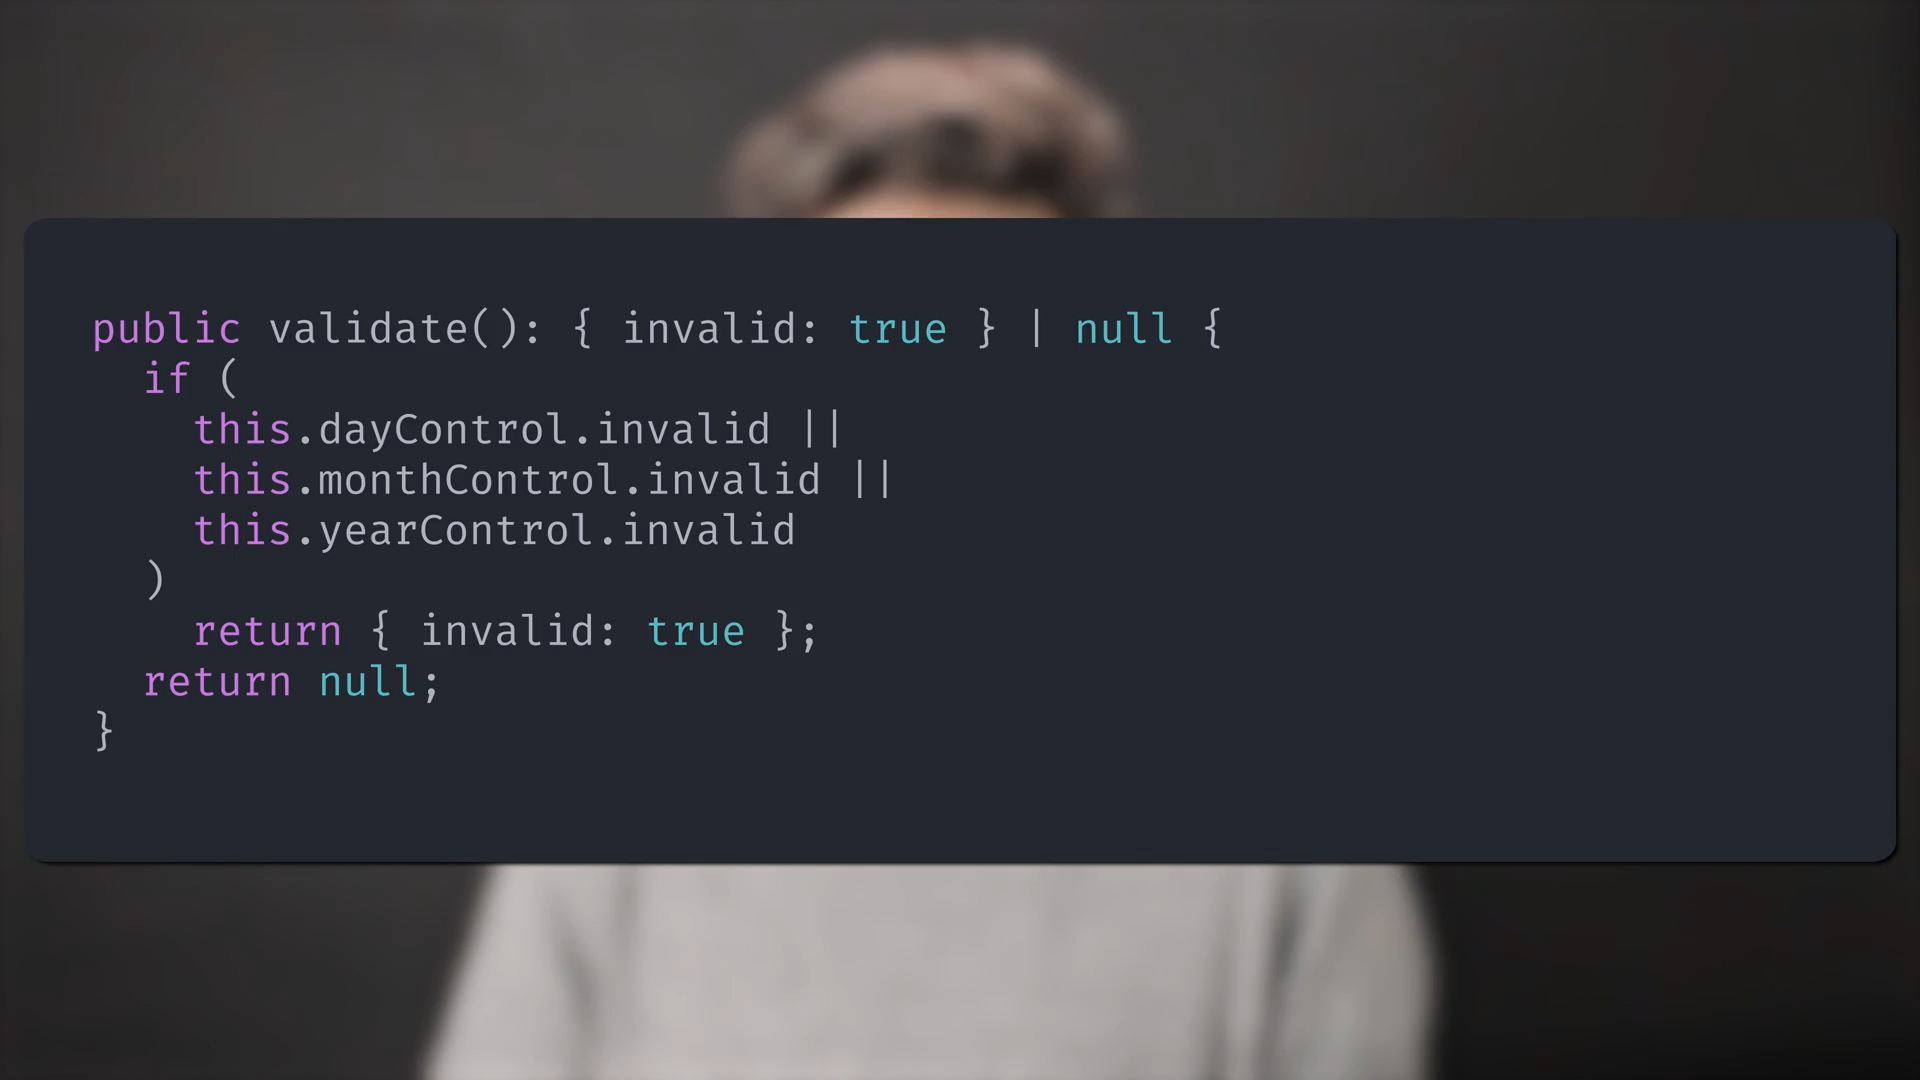 public validate(): { invalid: true } | null {
  if (
    this.dayControl.invalid ||
    this.monthControl.invalid ||
    this.yearControl.invalid
  )
    return { invalid: true };
  return null;
}